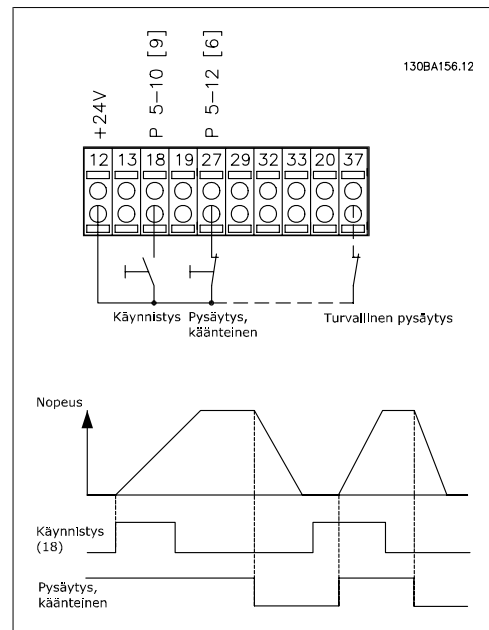 130BA156.12
+24V
P 5-10 [9]
P 5-12 [6]
12 13 18 19 27 29 32 33 20 37
Käynnistys
Pysäytys,
käänteinen
Turvallinen pysäytys
Nopeus
Käynnistys
(18)
Pysäytys,
käänteinen